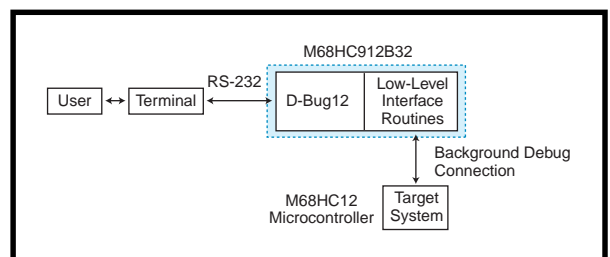 M68HC912B32
RS-232
User
Terminal
D-Bug12
Low-Level
Interface
Routines
Background Debug
Connection
M68HC12
Microcontroller
Target
System